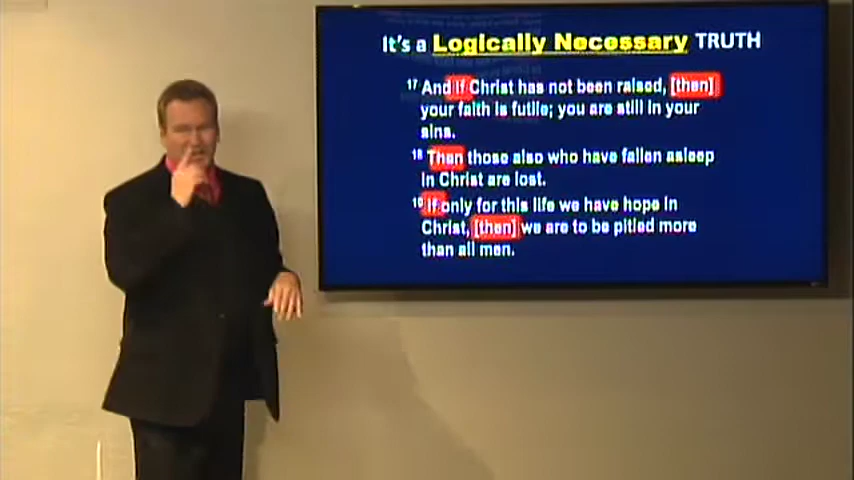 It's a Logically Necessary TRUTH
17 And if Christ has not been raised, [then]
your faith is futile; you are still in your
sins.
18 Then those also who have fallen asleep
in Christ are lost.
19 If only for this life we have hope in
Christ, [then] we are to be pitied more
than all men.